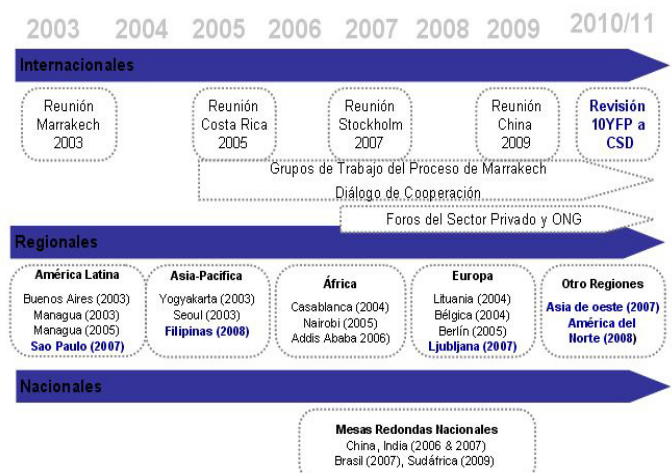 2003 2004 2005 2006 2007 2008 2009 2010/11
Internacionales
Reunión
Marrakech
2003
Reunión
Costa Rica
2005
Reunión
Stockholm
2007
Reunión
China
2009
Revisión
10YFP a
CSD
Grupos de Trabajo del Proceso de Marrakech
Diálogo de Cooperación
Foros del Sector Privado y ONG
Regionales
América Latina
Buenos Aires (2003)
Managua (2003)
Managua (2005)
Sao Paulo (2007)
Asia-Pacifica
Yogyakarta (2003)
Seoul (2003)
Filipinas (2008)
África
Casablanca (2004)
Nairobi (2005)
Addis Ababa 2006)
Europa
Lituania (2004)
Bélgica (2004)
Berlín (2005)
Ljubljana (2007)
Otro Regiones
Asia de oeste (2007)
América del
Norte (2008)
Nacionales
Mesas Redondas Nacionales
China, India (2006 & 2007)
Brasil (2007), Sudáfrica (2009)